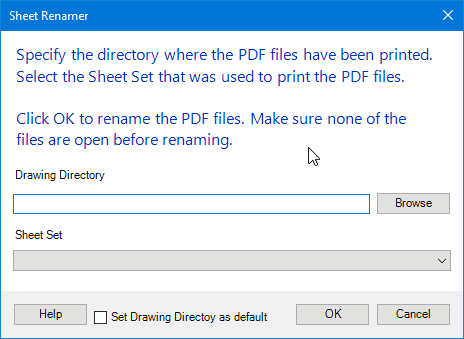 Sheet Renamer
Specify the directory where the PDF files have been printed.
Select the Sheet Set that was used to print the PDF files.
Click OK to rename the PDF files. Make sure none of the
files are open before renaming.
Drawing Directory
Browse
Sheet Set
Help
Set Drawing Directoy as default
OK
Cancel